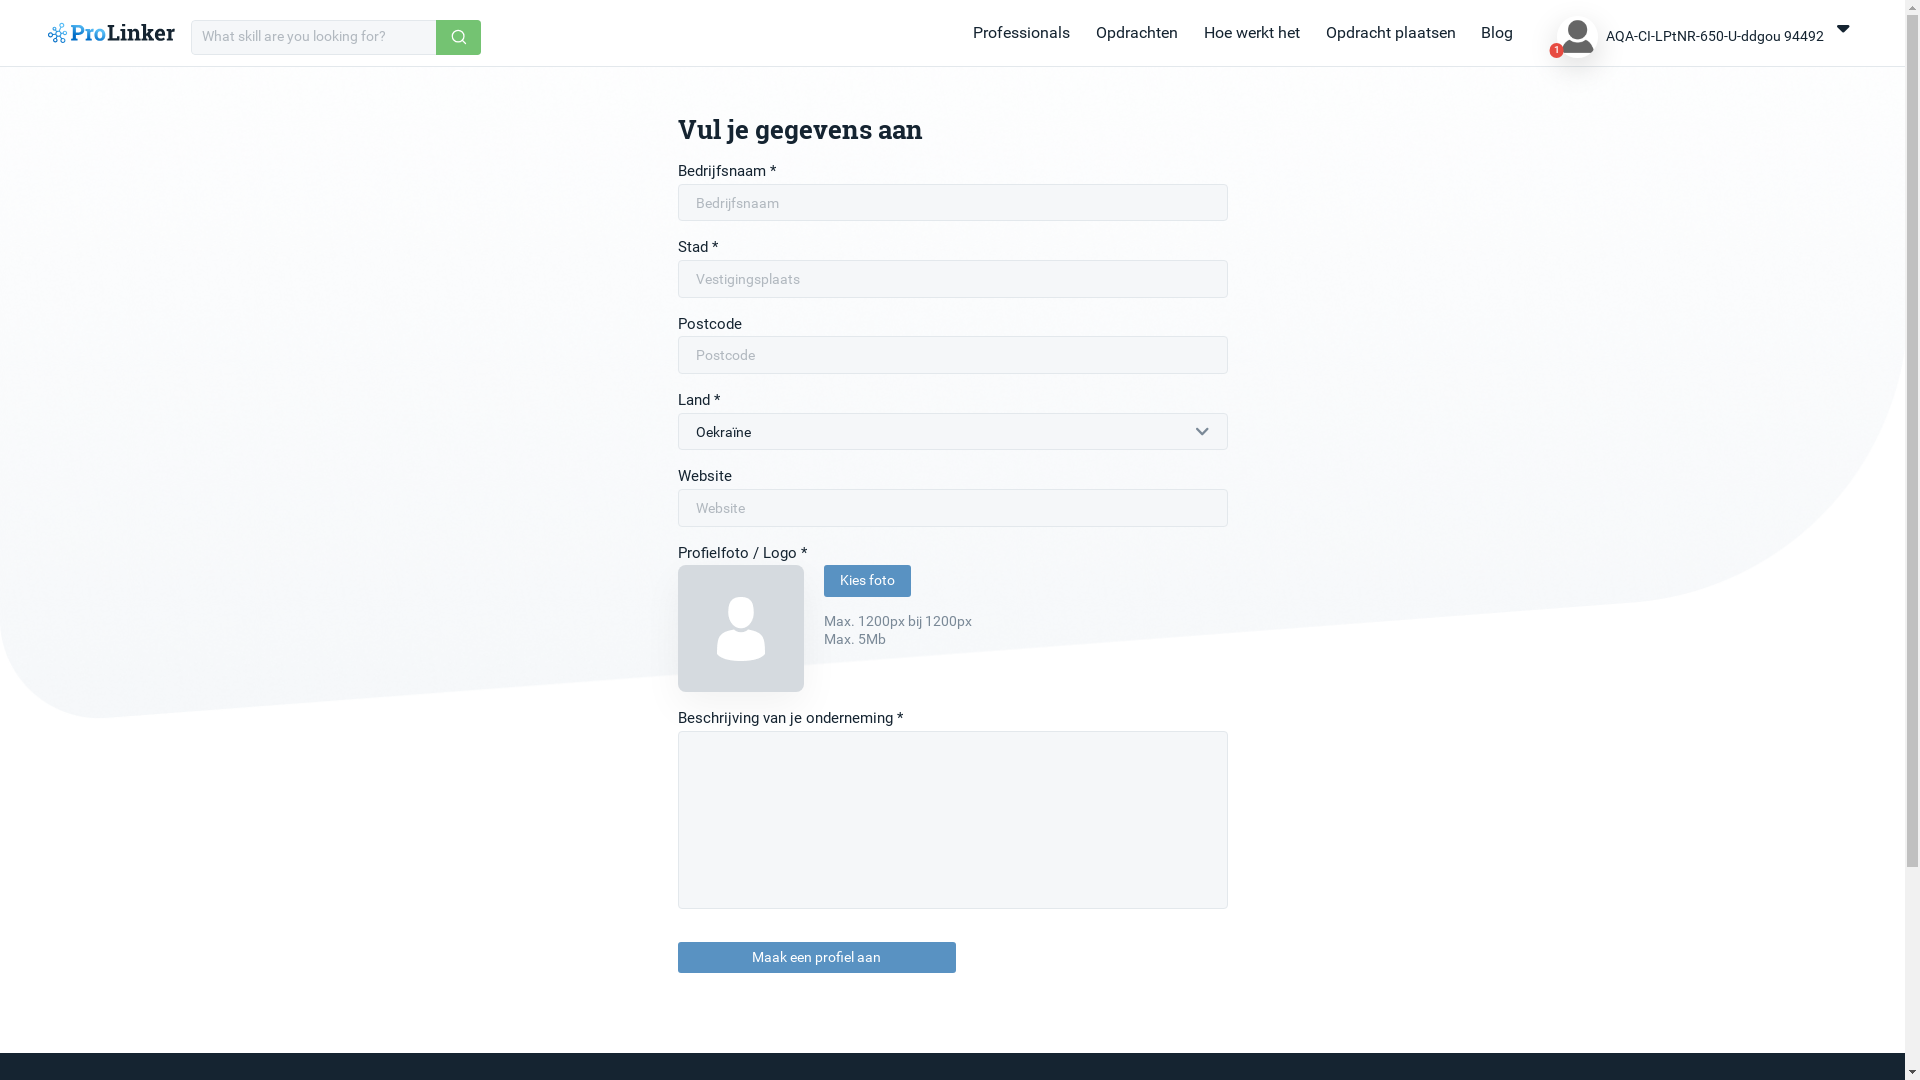 ProLinker
What skill are you looking for?
Professionals
Opdrachten
Hoe werkt het
Opdracht plaatsen
Blog
1
AQA-CI-LPtNR-650-U-ddgou 94492
Vul je gegevens aan
Bedrijfsnaam *
Bedrijfsnaam
Stad *
Vestigingsplaats
Postcode
Postcode
Land *
Oekraïne
Website
Website
Profielfoto / Logo *
Kies foto
Max. 1200px bij 1200px
Max. 5Mb
Beschrijving van je onderneming *
Maak een profiel aan